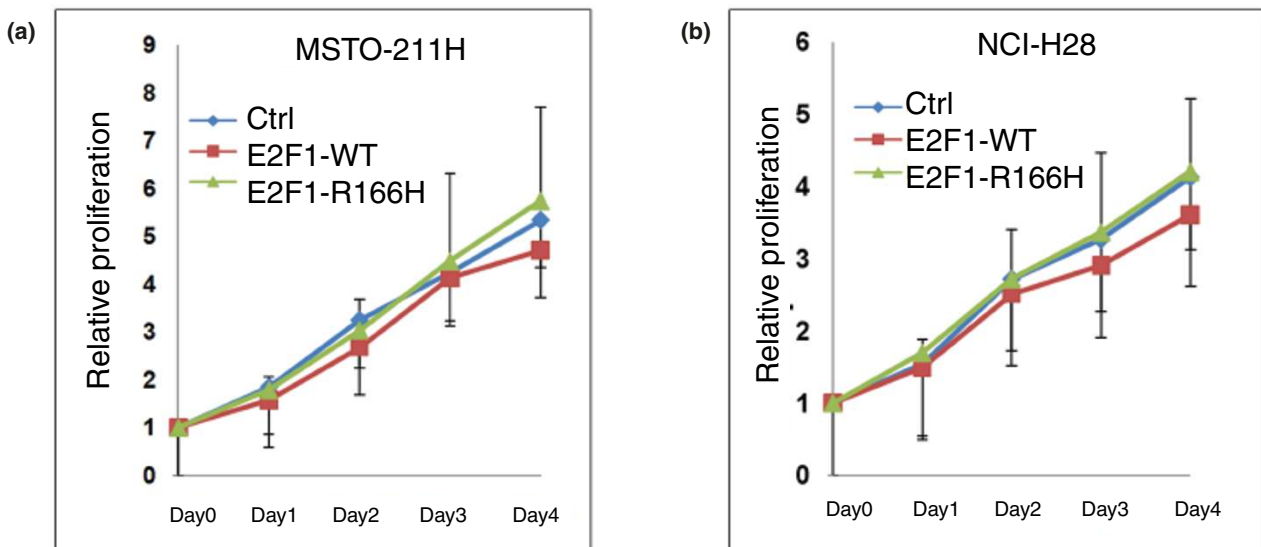 (a)
MSTO-211H
Relative proliferation
9
8
7
6
5
4
3
2
1
0
Ctrl
E2F1-WT
E2F1-R166H
Day0 Day1 Day2 Day3 Day4
(b)
NCI-H28
Relative proliferation
6
5
4
3
2
1
0
Ctrl
E2F1-WT
E2F1-R166H
Day0 Day1 Day2 Day3 Day4